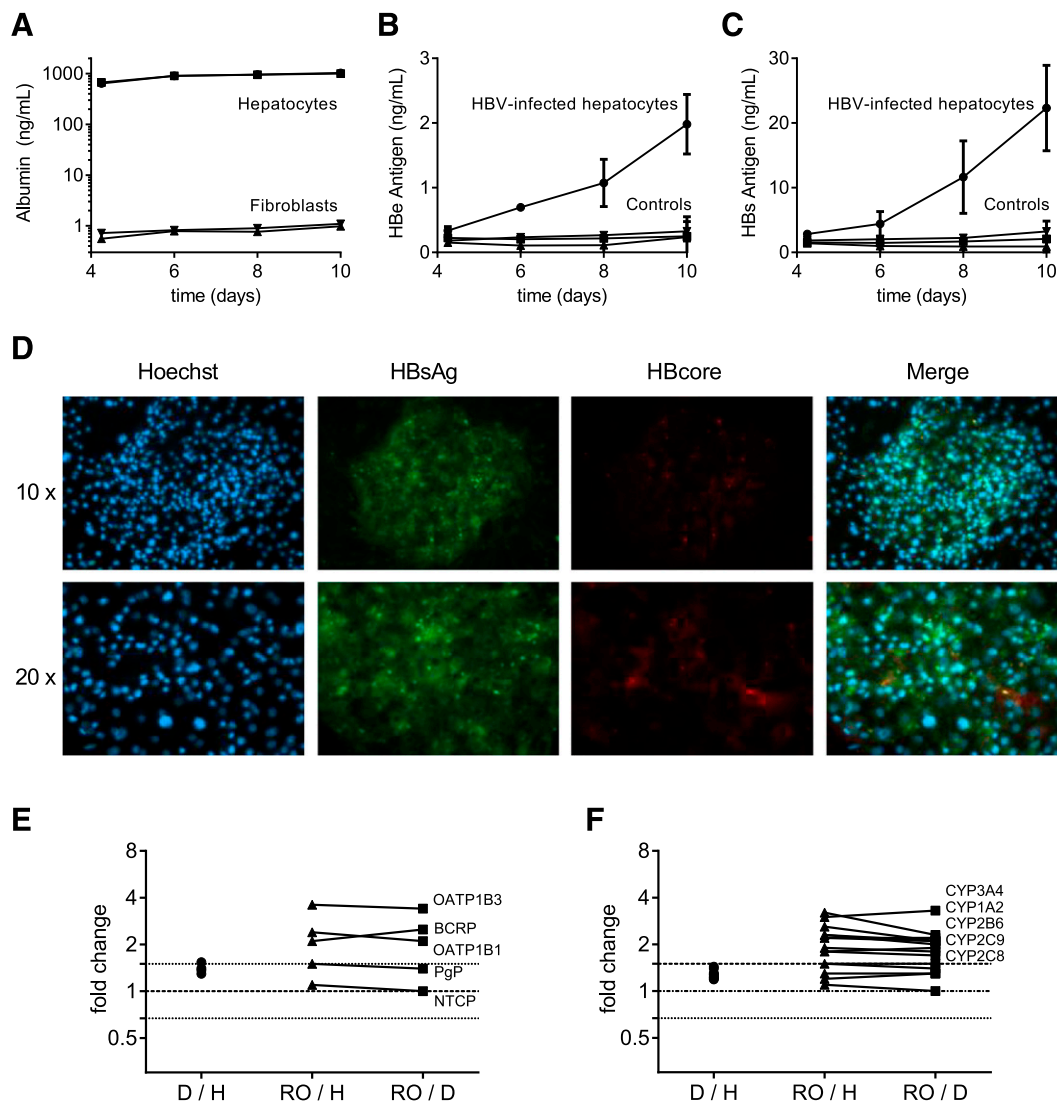 A
B
C
Albumin (ng/mL)
1000
100
10
1
Hepatocytes
Fibroblasts
4
6
8
10
time (days)
HBe Antigen (ng/mL)
3
2
1
0
HBV-infected hepatocytes
Controls
4
6
8
10
time (days)
HBs Antigen (ng/mL)
30
20
10
0
HBV-infected hepatocytes
Controls
4
6
8
10
time (days)
D
Hoechst
HBsAg
HBcore
Merge
10 x
20 x
E
fold change
8
4
2
1
0.5
OATP1B3
BCRP
OATP1B1
PgP
NTCP
D / H
RO / H
RO / D
F
fold change
8
4
2
1
0.5
CYP3A4
CYP1A2
CYP2B6
CYP2C9
CYP2C8
D / H
RO / H
RO / D